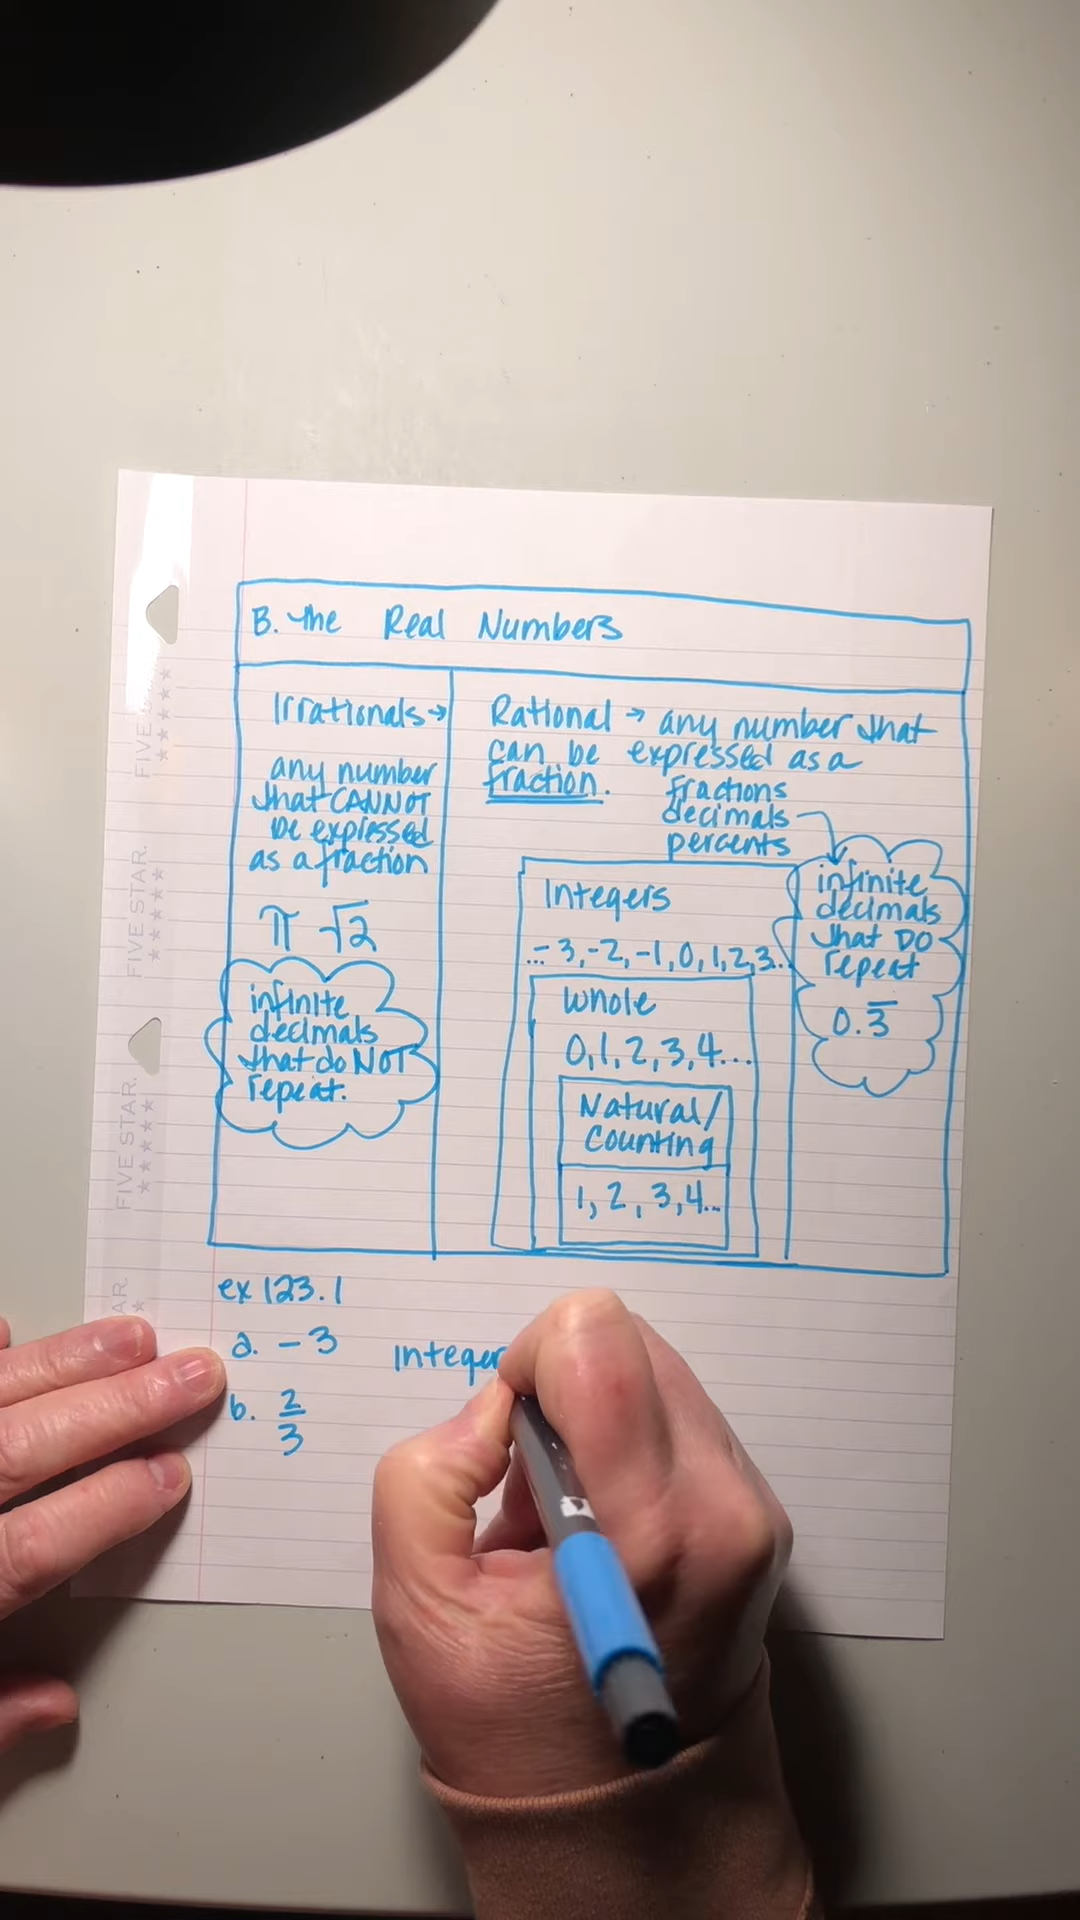 B. the Real Numbers
Irrationals →
any number
that CANNOT
be expressed
as a fraction
π √2
infinite
decimals
that do NOT
repeat.
Rational → any number that
can be expressed as a
fraction.
fractions
decimals
percents
infinite
decimals
that DO
repeat
0.3̅
Integers
... 3, -2, -1, 0, 1, 2, 3...
Whole
0, 1, 2, 3, 4...
Natural/
Counting
1, 2, 3, 4...
ex 123.1
a. -3 Integer
b. 2/3
FIVE STAR.
FIVE STAR.
FIVE STAR.